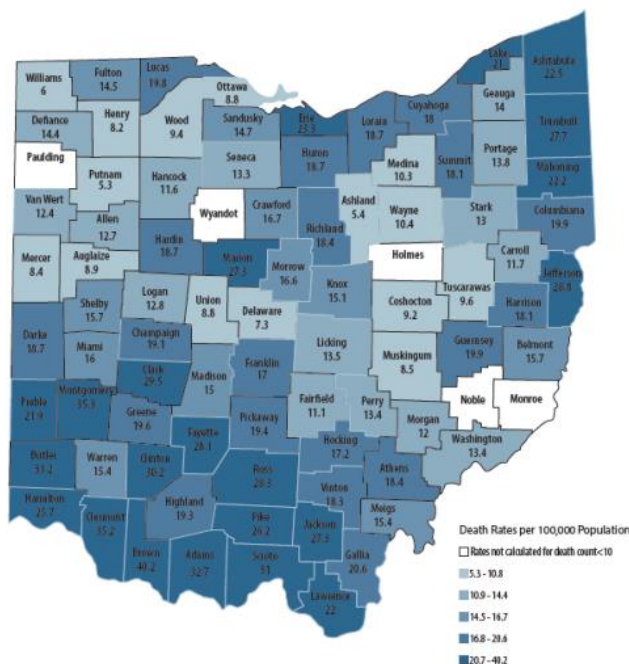 Lake
21
Ashtabula
22.5
Williams
6
Fulton
14.5
Lucas
19.8
Ottawa
8.8
Geauga
14
Cuyahoga
18
Defiance
14.4
Henry
8.2
Wood
9.4
Sandusky
14.7
Erie
23.3
Lorain
18.7
Trumbull
27.7
Paulding
Putnam
5.3
Hancock
11.6
Seneca
13.3
Huron
18.7
Medina
10.3
Summit
18.1
Portage
13.8
Mahoning
22.2
Van Wert
12.4
Allen
12.7
Wyandot
Crawford
16.7
Richland
18.4
Ashland
5.4
Wayne
10.4
Stark
13
Columbiana
19.9
Mercer
8.4
Auglaize
8.9
Hardin
Marion
27.3
Morrow
16.6
Knox
15.1
Holmes
Tuscarawas
9.6
Carroll
11.7
Jefferson
Shelby
15.7
Logan
12.8
Union
8.8
Delaware
7.3
Coshocton
9.2
Harrison
18.1
Darke
18.7
Miami
16
Champaign
19.1
Clark
29.5
Madison
15
Franklin
17
Licking
13.5
Muskingum
8.5
Guernsey
19.9
Belmont
15.7
Preble
21.9
Montgomery
35.3
Greene
19.6
Fayette
28.1
Pickaway
19.4
Fairfield
11.1
Perry
13.4
Morgan
12
Noble
Monroe
Washington
13.4
Butler
Warren
15.4
Clinton
30.2
Ross
28.3
Hocking
17.2
Athens
18.4
Hamilton
25.7
Clermont
35.2
Highland
19.3
Vinton
18.3
Meigs
15.4
Brown
40.2
Adams
32.7
Pike
26.2
Jackson
27.3
Scioto
31
Gallia
20.6
Lawrence
22
Death Rates per 100,000 Population
Rates not calculated for death count<10
5.3 - 10.8
10.9 - 14.4
14.5 - 16.7
16.8 - 20.6
20.7 - 40.2